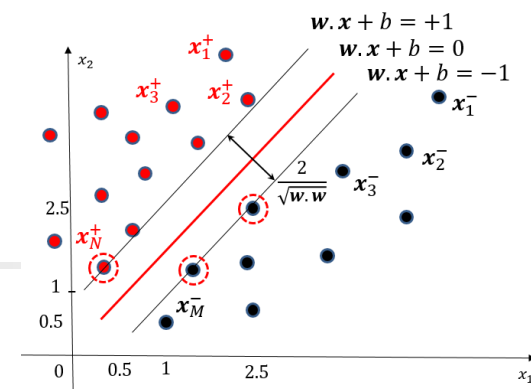 w.x + b = +1
w.x + b = 0
w.x + b = −1
x₂
x₁⁺
x₃⁺
x₂⁺
x₁⁻
x₂⁻
2
√w.w
x₃⁻
2.5
x_N⁺
1
x_M⁻
0.5
0
0.5
1
2.5
x₁